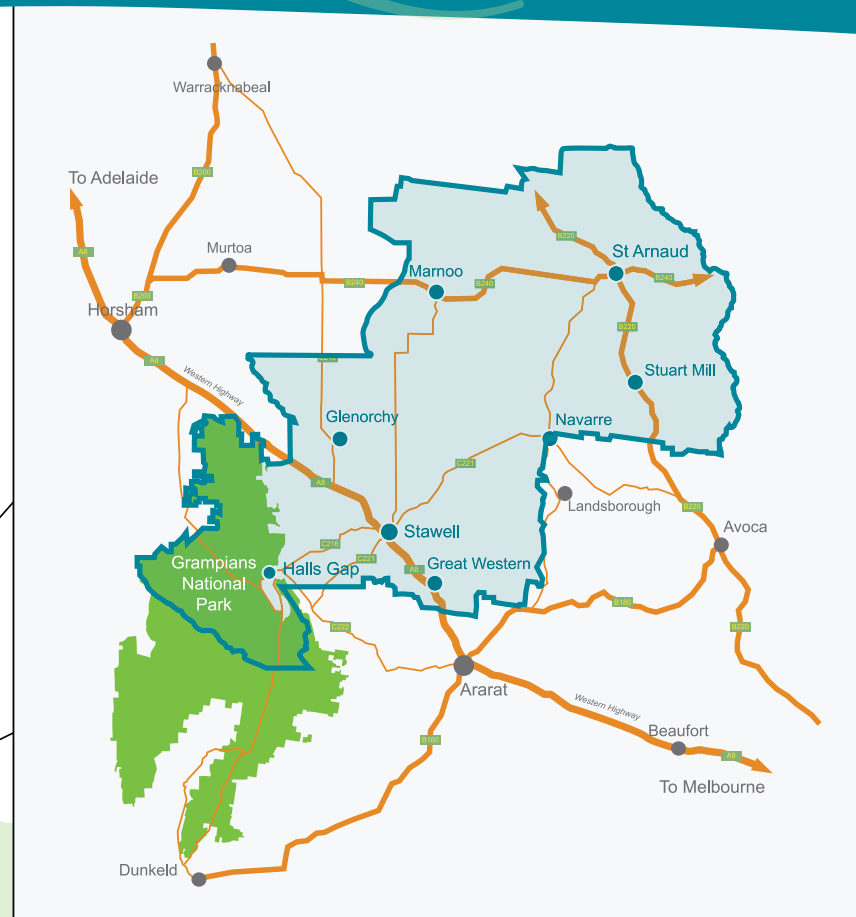 Warracknabeal
B200
To Adelaide
A8
Murtoa
B220
St Arnaud
Marnoo
B240
B240
B240
B200
Horsham
B220
A8
Western Highway
Stuart Mill
Glenorchy
Navarre
C221
A8
Landsborough
B220
Avoca
Stawell
C216
C221
Great Western
A8
Grampians
National
Park
Halls Gap
B180
C222
B220
Ararat
Western Highway
Beaufort
B180
A8
To Melbourne
Dunkeld